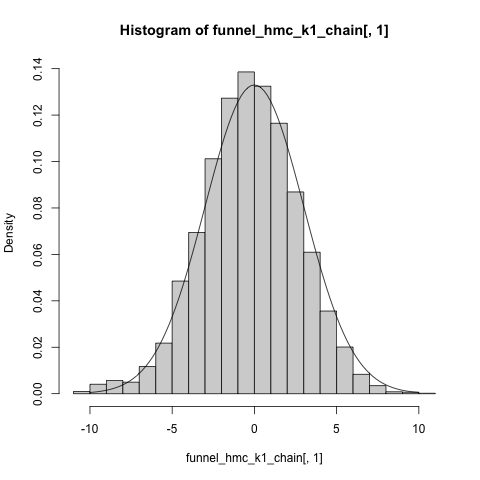 Histogram of funnel_hmc_k1_chain[, 1]
Density
0.14
0.12
0.10
0.08
0.06
0.04
0.02
0.00
-10 -5 0 5 10
funnel_hmc_k1_chain[, 1]